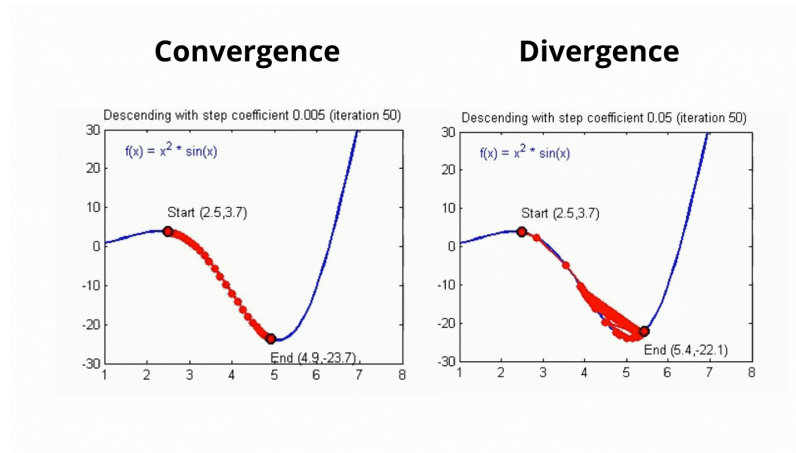 Convergence
Divergence
Descending with step coefficient 0.005 (iteration 50)
30
20
10
0
-10
-20
-30
f(x) = x² * sin(x)
Start (2.5,3.7)
End (4.9,-23.7)
1 2 3 4 5 6 7 8
Descending with step coefficient 0.05 (iteration 50)
30
20
10
0
-10
-20
-30
f(x) = x² * sin(x)
Start (2.5,3.7)
End (5.4,-22.1)
1 2 3 4 5 6 7 8